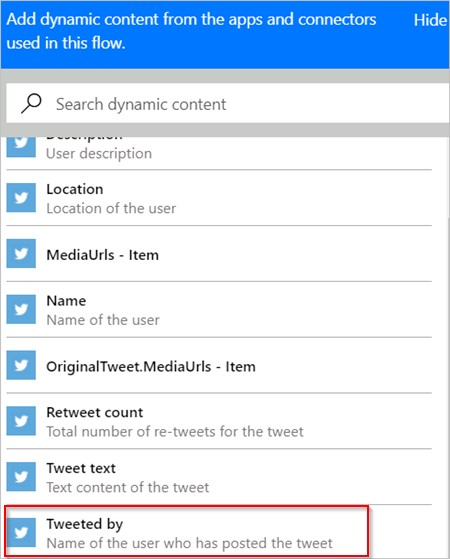 Add dynamic content from the apps and connectors Hide
used in this flow.
Search dynamic content
Description
User description
Location
Location of the user
MediaUrls - Item
Name
Name of the user
OriginalTweet.MediaUrls - Item
Retweet count
Total number of re-tweets for the tweet
Tweet text
Text content of the tweet
Tweeted by
Name of the user who has posted the tweet